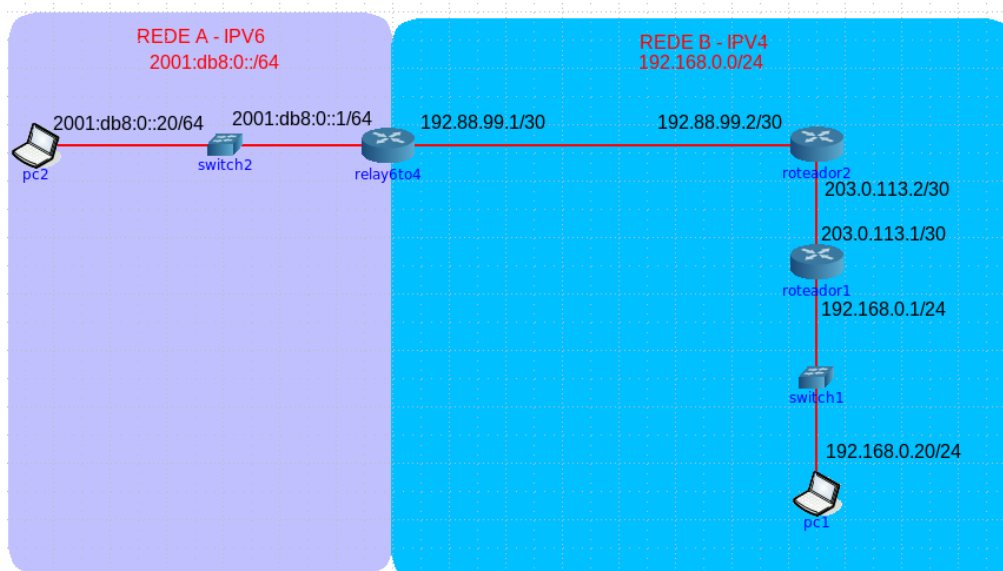 REDE A - IPV6
2001:db8:0::/64
REDE B - IPV4
192.168.0.0/24
2001:db8:0::20/64
2001:db8:0::1/64
192.88.99.1/30
192.88.99.2/30
pc2
switch2
relay6to4
roteador2
203.0.113.2/30
203.0.113.1/30
roteador1
192.168.0.1/24
switch1
192.168.0.20/24
pc1